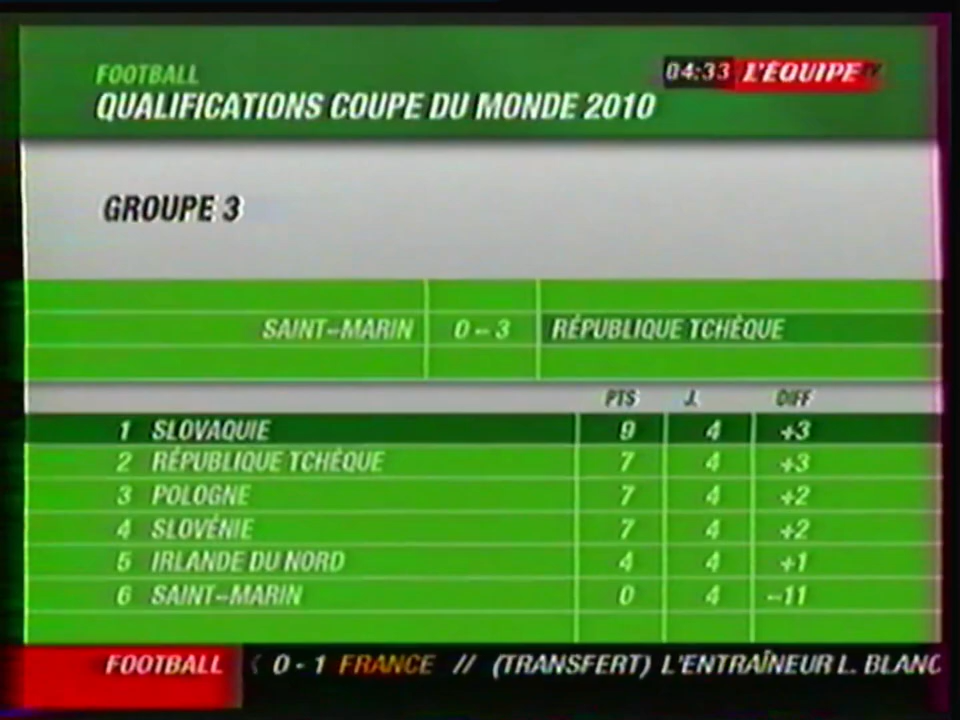 FOOTBALL
04:33 L'ÉQUIPE TV
QUALIFICATIONS COUPE DU MONDE 2010
GROUPE 3
SAINT-MARIN 0-3 RÉPUBLIQUE TCHÈQUE
PTS J. DIFF
1 SLOVAQUIE 9 4 +3
2 RÉPUBLIQUE TCHÈQUE 7 4 +3
3 POLOGNE 7 4 +2
4 SLOVÉNIE 7 4 +2
5 IRLANDE DU NORD 4 4 +1
6 SAINT-MARIN 0 4 -11
FOOTBALL 0 - 1 FRANCE // (TRANSFERT) L'ENTRAÎNEUR L. BLANC